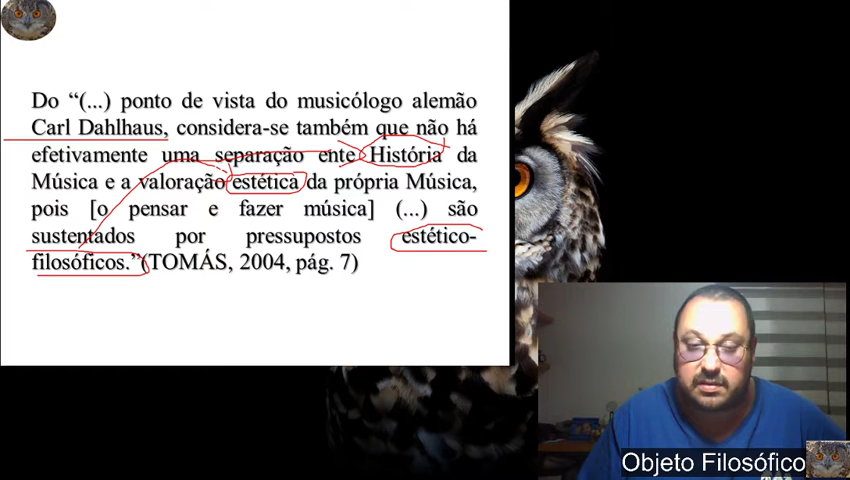 Do “(...) ponto de vista do musicólogo alemão
Carl Dahlhaus, considera-se também que não há
efetivamente uma separação ente História da
Música e a valoração estética da própria Música,
pois [o pensar e fazer música] (...) são
sustentados por pressupostos estético-
filosóficos.”(TOMÁS, 2004, pág. 7)
Objeto Filosófico